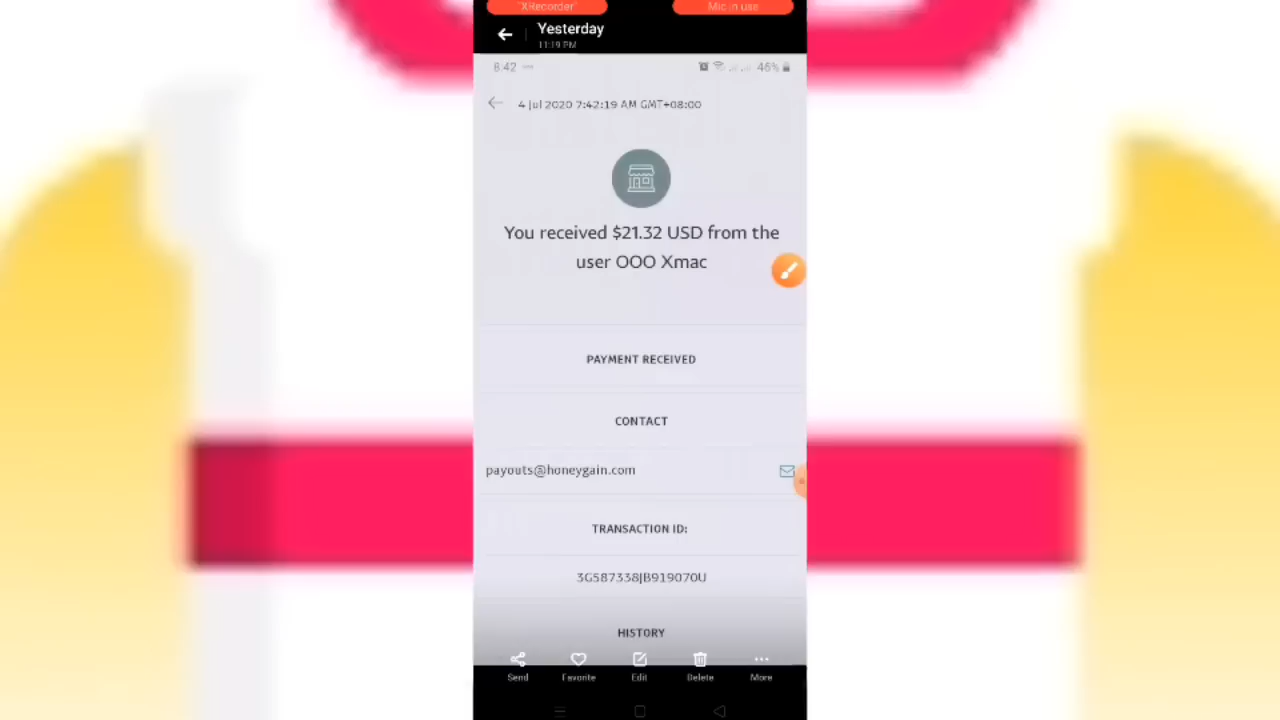 "XRecorder"
Mic in use
Yesterday
11:19 PM
8:42
46%
4 Jul 2020 7:42:19 AM GMT+08:00
You received $21.32 USD from the
user OOO Xmac
PAYMENT RECEIVED
CONTACT
payouts@honeygain.com
TRANSACTION ID:
3G587338JB919070U
HISTORY
Send
Favorite
Edit
Delete
More